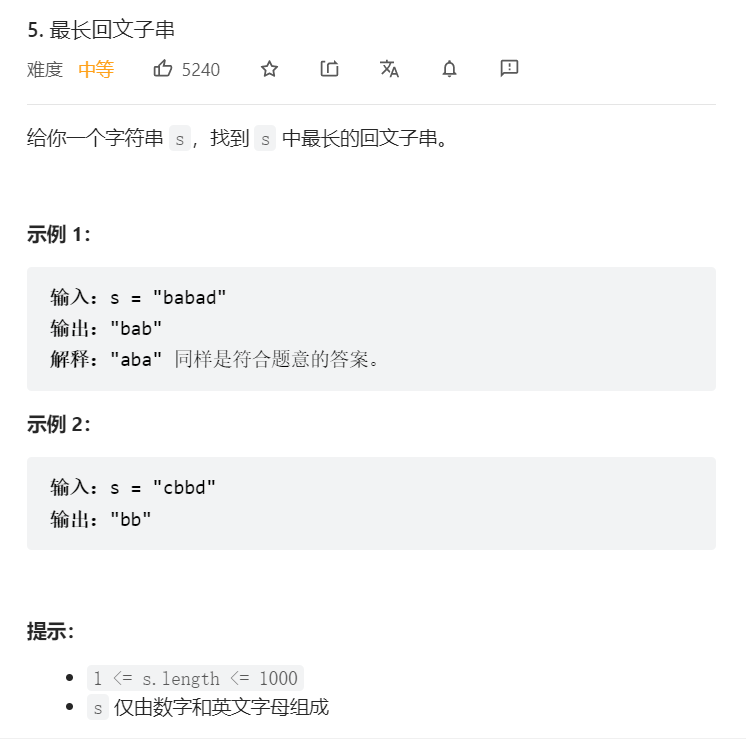 5. 最长回文子串
难度 中等 5240
给你一个字符串 s，找到 s 中最长的回文子串。
示例 1：
输入：s = "babad"
输出："bab"
解释："aba" 同样是符合题意的答案。
示例 2：
输入：s = "cbbd"
输出："bb"
提示：
1 <= s.length <= 1000
s 仅由数字和英文字母组成